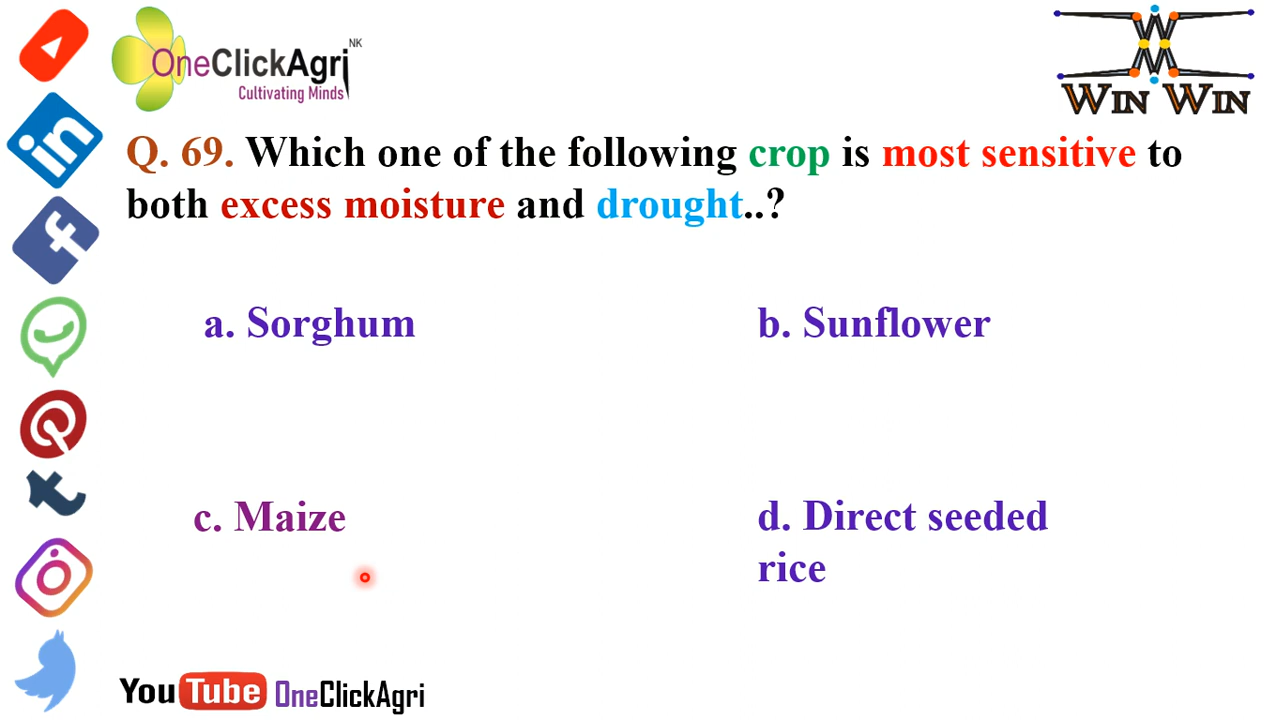 OneClickAgri NK
Cultivating Minds
WIN WIN
Q. 69. Which one of the following crop is most sensitive to
both excess moisture and drought..?
a. Sorghum
b. Sunflower
c. Maize
d. Direct seeded
rice
YouTube OneClickAgri